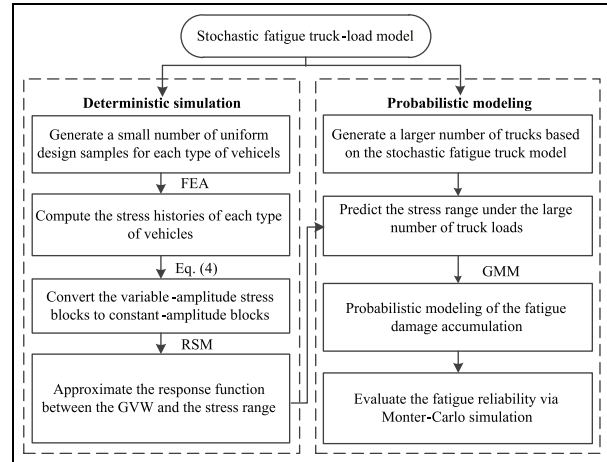 Stochastic fatigue truck-load model
Deterministic simulation
Generate a small number of uniform
design samples for each type of vehicels
FEA
Compute the stress histories of each type
of vehicles
Eq. (4)
Convert the variable-amplitude stress
blocks to constant-amplitude blocks
RSM
Approximate the response function
between the GVW and the stress range
Probabilistic modeling
Generate a larger number of trucks based
on the stochastic fatigue truck model
Predict the stress range under the large
number of truck loads
GMM
Probabilistic modeling of the fatigue
damage accumulation
Evaluate the fatigue reliability via
Monter-Carlo simulation